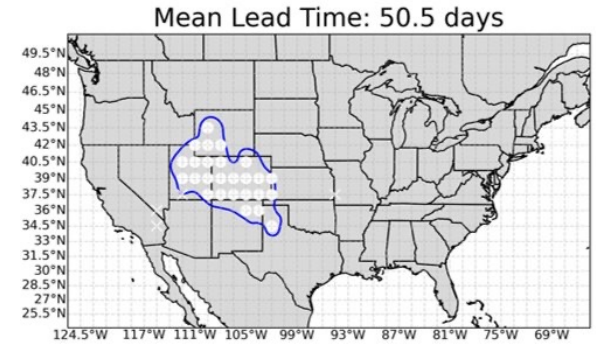 Mean Lead Time: 50.5 days
49.5°N
48°N
46.5°N
45°N
43.5°N
42°N
40.5°N
39°N
37.5°N
36°N
34.5°N
33°N
31.5°N
30°N
28.5°N
27°N
25.5°N
124.5°W 117°W 111°W 105°W 99°W 93°W 87°W 81°W 75°W 69°W